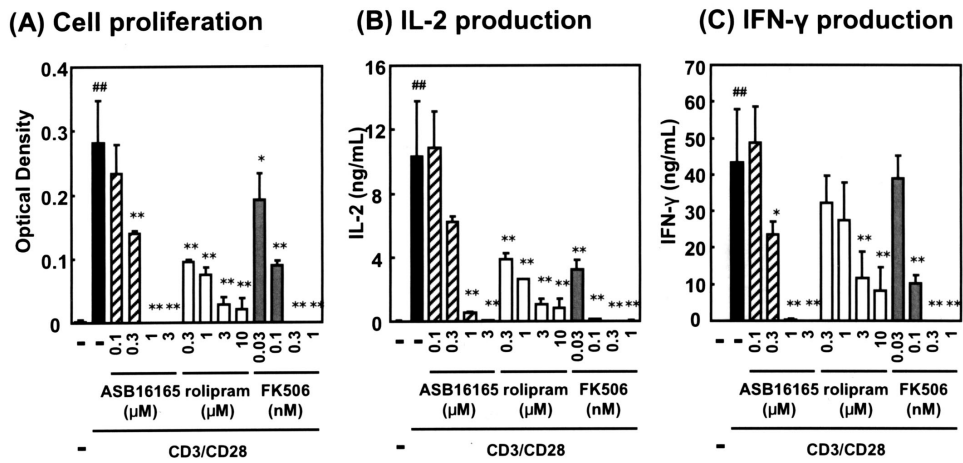 (A) Cell proliferation
(B) IL-2 production
(C) IFN-γ production
Optical Density
0.4
0.3
0.2
0.1
0
##
**
** **
**
**
**
**
*
**
** **
- - 0.1 0.3 1 3 0.3 1 3 10 0.03 0.1 0.3 1
ASB16165 rolipram FK506
(µM) (µM) (nM)
- CD3/CD28
IL-2 (ng/mL)
16
12
8
4
0
##
**
**
**
**
**
**
**
**
** **
- - 0.1 0.3 1 3 0.3 1 3 10 0.03 0.1 0.3 1
ASB16165 rolipram FK506
(µM) (µM) (nM)
- CD3/CD28
IFN-γ (ng/mL)
70
60
50
40
30
20
10
0
##
*
** **
**
**
**
** **
- - 0.1 0.3 1 3 0.3 1 3 10 0.03 0.1 0.3 1
ASB16165 rolipram FK506
(µM) (µM) (nM)
- CD3/CD28